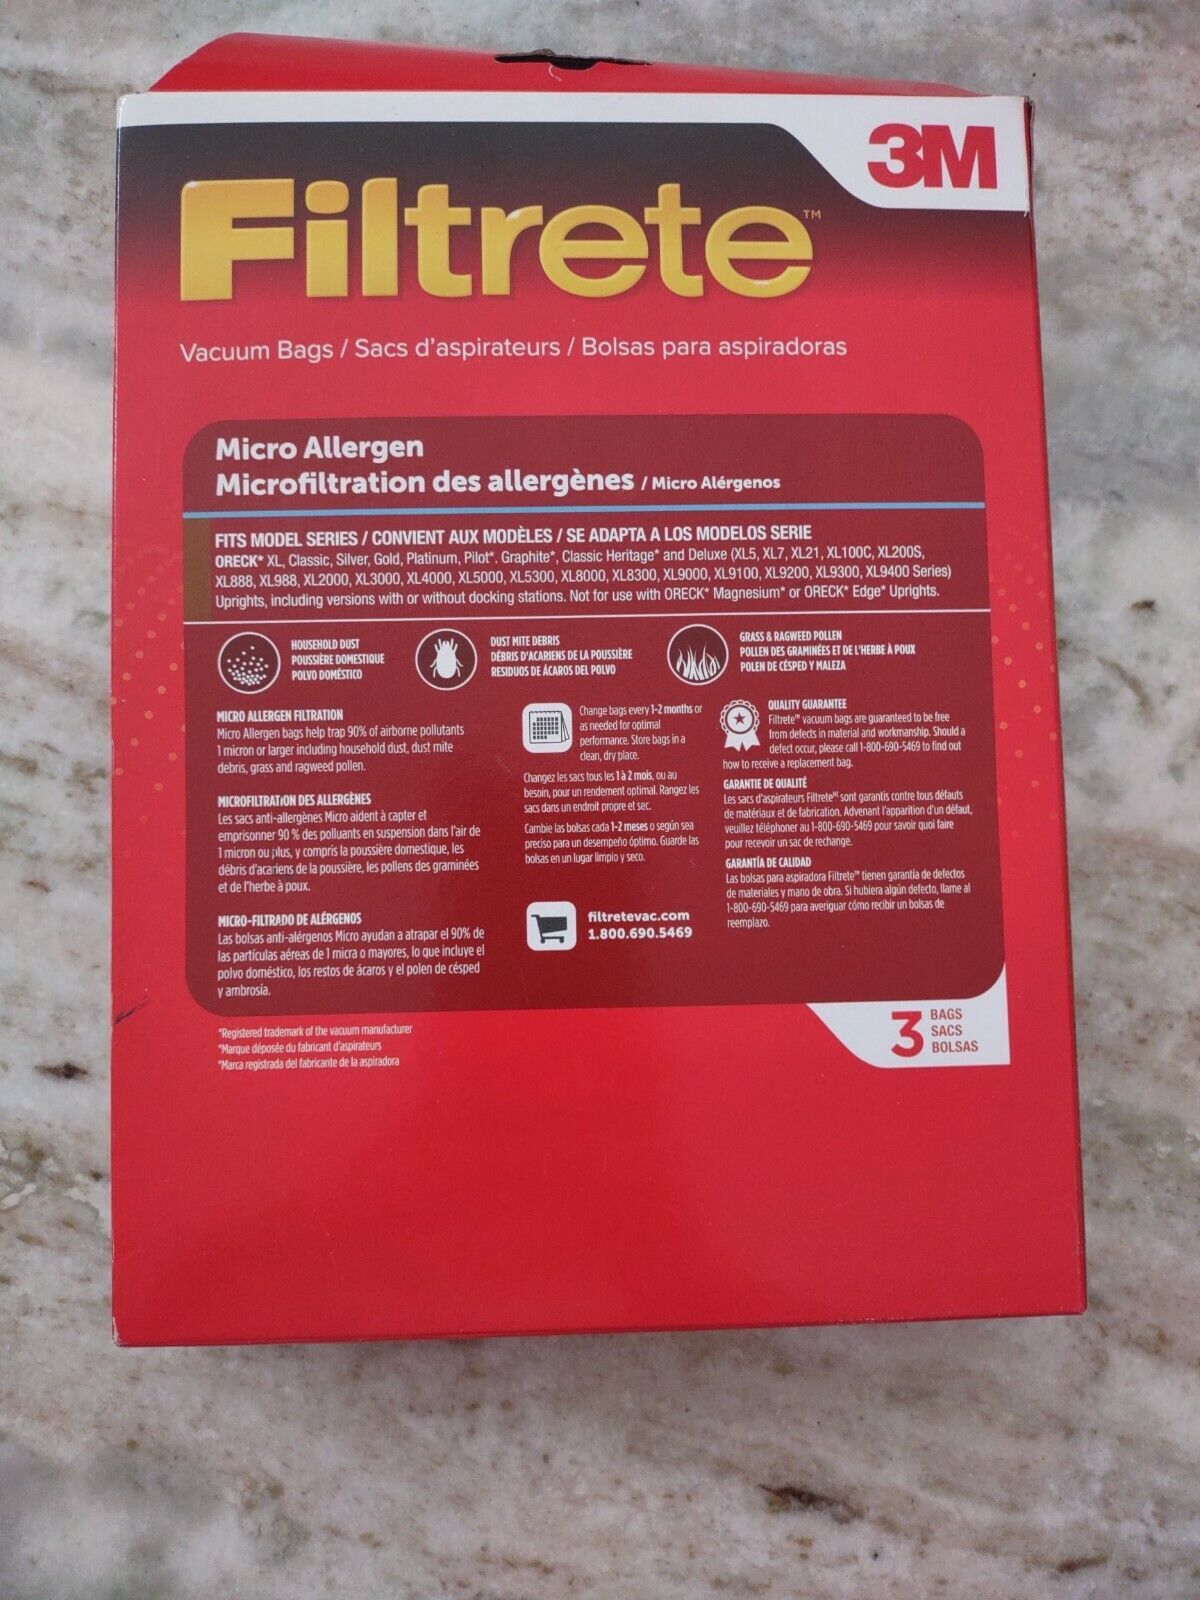 3M
Filtrete™
Vacuum Bags / Sacs d'aspirateurs / Bolsas para aspiradoras
Micro Allergen
Microfiltration des allergènes / Micro Alérgenos
FITS MODEL SERIES / CONVIENT AUX MODÈLES / SE ADAPTA A LOS MODELOS SERIE
ORECK* XL, Classic, Silver, Gold, Platinum, Pilot*. Graphite*, Classic Heritage* and Deluxe (XL5, XL7, XL21, XL100C, XL200S,
XL888, XL988, XL2000, XL3000, XL4000, XL5000, XL5300, XL8000, XL8300, XL9000, XL9100, XL9200, XL9300, XL9400 Series)
Uprights, including versions with or without docking stations. Not for use with ORECK* Magnesium* or ORECK* Edge* Uprights.
HOUSEHOLD DUST
POUSSIÈRE DOMESTIQUE
POLVO DOMÉSTICO
DUST MITE DEBRIS
DÉBRIS D'ACARIENS DE LA POUSSIÈRE
RESIDUOS DE ÁCAROS DEL POLVO
GRASS & RAGWEED POLLEN
POLLEN DES GRAMINÉES ET DE L'HERBE À POUX
POLEN DE CÉSPED Y MALEZA
MICRO ALLERGEN FILTRATION
Micro Allergen bags help trap 90% of airborne pollutants
1 micron or larger including household dust, dust mite
debris, grass and ragweed pollen.
MICROFILTRATION DES ALLERGÈNES
Les sacs anti-allergènes Micro aident à capter et
emprisonner 90 % des polluants en suspension dans l'air de
1 micron ou plus, y compris la poussière domestique, les
débris d'acariens de la poussière, les pollens des graminées
et de l'herbe à poux.
MICRO-FILTRADO DE ALÉRGENOS
Las bolsas anti-alérgenos Micro ayudan a atrapar el 90% de
las partículas aéreas de 1 micra o mayores, lo que incluye el
polvo doméstico, los restos de ácaros y el polen de césped
y ambrosía.
Change bags every 1-2 months or
as needed for optimal
performance. Store bags in a
clean, dry place.
Changez les sacs tous les 1 à 2 mois, ou au
besoin, pour un rendement optimal. Rangez les
sacs dans un endroit propre et sec.
Cambie las bolsas cada 1-2 meses o según sea
preciso para un desempeño óptimo. Guarde las
bolsas en un lugar limpio y seco.
filtretevac.com
1.800.690.5469
QUALITY GUARANTEE
Filtrete™ vacuum bags are guaranteed to be free
from defects in material and workmanship. Should a
defect occur, please call 1-800-690-5469 to find out
how to receive a replacement bag.
GARANTIE DE QUALITÉ
Les sacs d'aspirateurs Filtrete MC sont garantis contre tous défauts
de matériaux et de fabrication. Advenant l'apparition d'un défaut,
veuillez téléphoner au 1-800-690-5469 pour savoir quoi faire
pour recevoir un sac de rechange.
GARANTÍA DE CALIDAD
Las bolsas para aspiradora Filtrete™ tienen garantía de defectos
de materiales y mano de obra. Si hubiera algún defecto, llame al
1-800-690-5469 para averiguar cómo recibir un bolsas de
reemplazo.
*Registered trademark of the vacuum manufacturer
*Marque déposée du fabricant d'aspirateurs
*Marca registrada del fabricante de la aspiradora
3 BAGS
SACS
BOLSAS